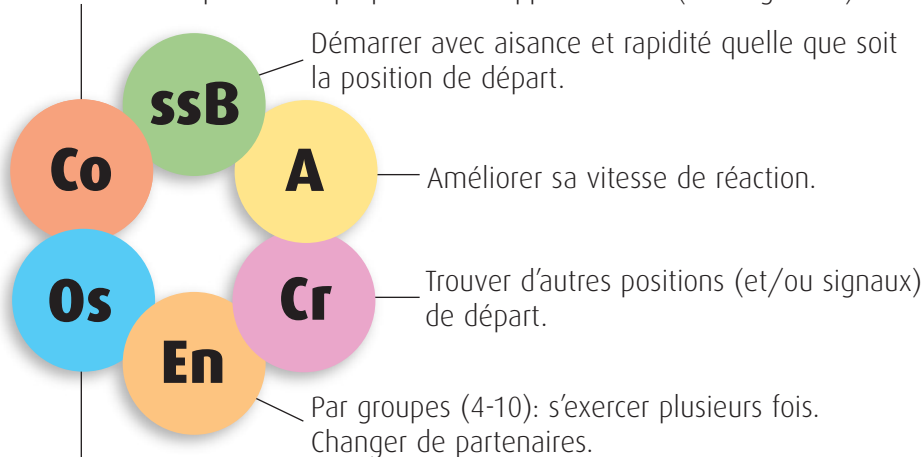 Démarrer avec aisance et rapidité quelle que soit
la position de départ.
ssB
Co
A
Améliorer sa vitesse de réaction.
Os
Cr
Trouver d'autres positions (et/ou signaux)
de départ.
En
Par groupes (4-10): s'exercer plusieurs fois.
Changer de partenaires.